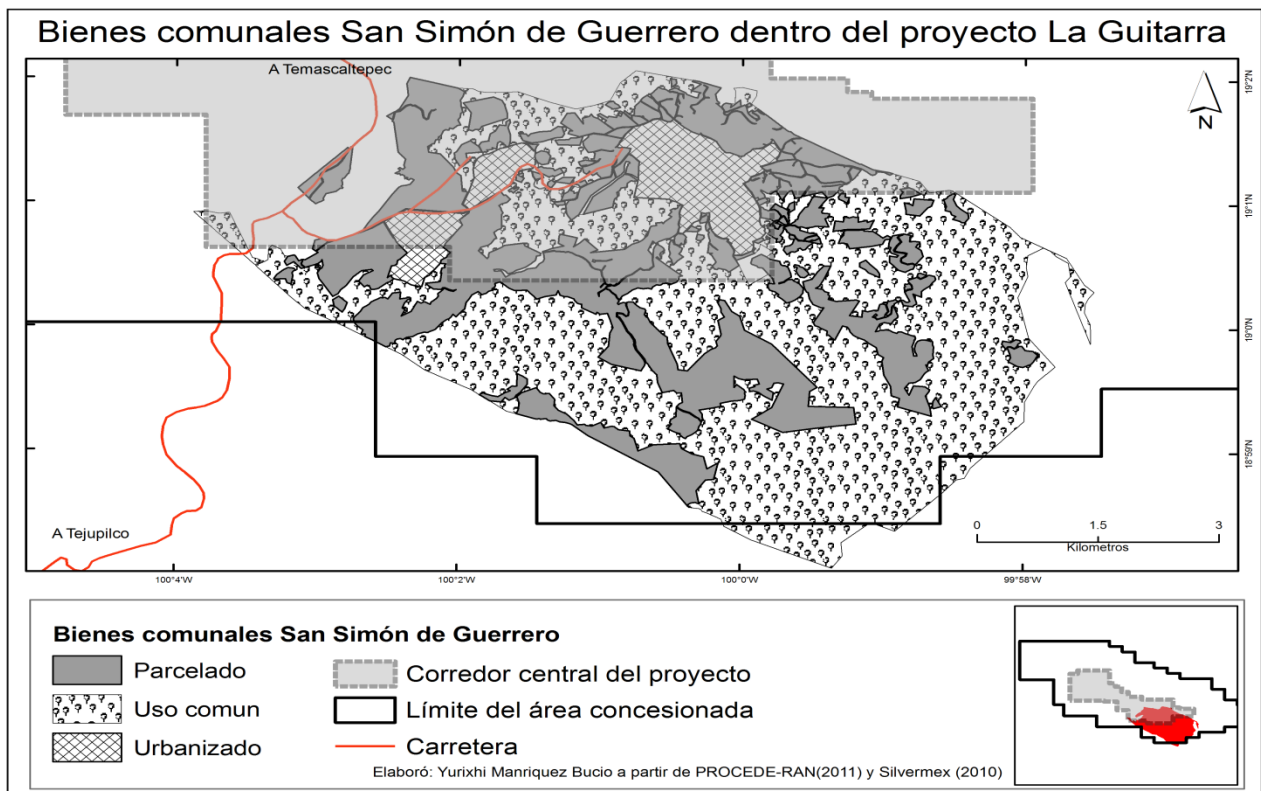 Bienes comunales San Simón de Guerrero dentro del proyecto La Guitarra
A Temascaltepec
N
19°2'N
19°1'N
19°0'N
18°59'N
A Tejupilco
0 1.5 3
Kilometros
100°4'W 100°2'W 100°0'W 99°58'W
Bienes comunales San Simón de Guerrero
Parcelado
Uso comun
Urbanizado
Corredor central del proyecto
Límite del área concesionada
Carretera
Elaboró: Yurixhi Manriquez Bucio a partir de PROCEDE-RAN(2011) y Silvermex (2010)